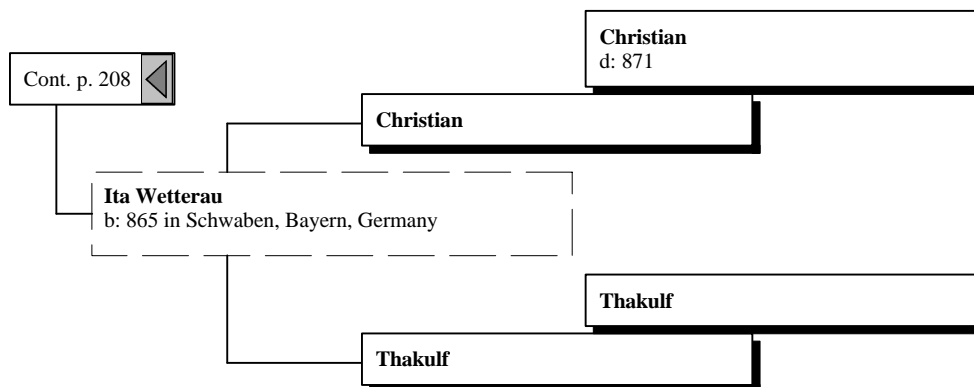 Christian
d: 871
Cont. p. 208
Christian
Ita Wetterau
b: 865 in Schwaben, Bayern, Germany
Thakulf
Thakulf